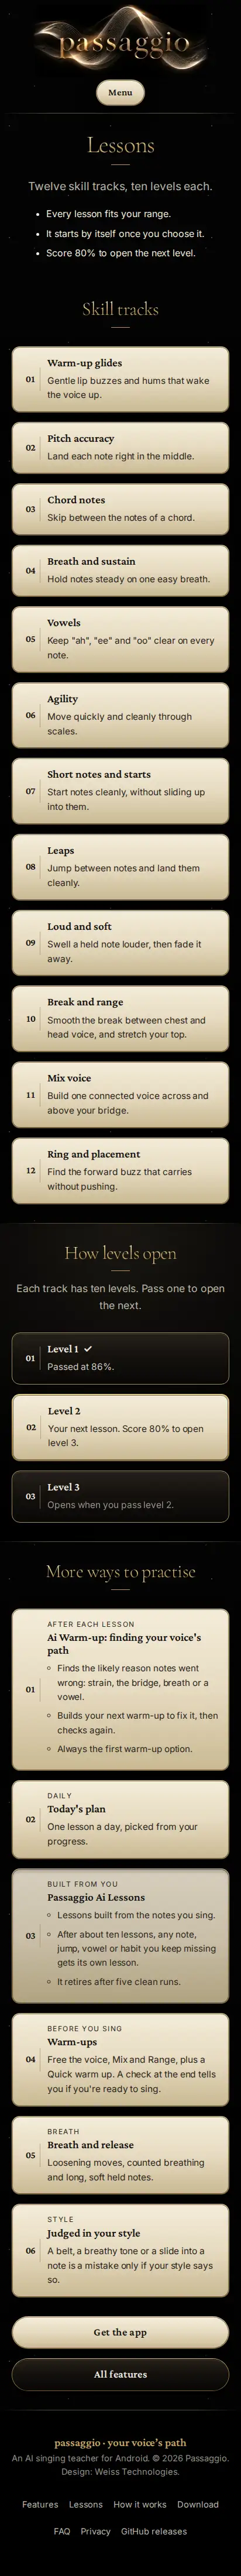 passaggio
Menu
Lessons
Twelve skill tracks, ten levels each.
• Every lesson fits your range.
• It starts by itself once you choose it.
• Score 80% to open the next level.
Skill tracks
01
Warm-up glides
Gentle lip buzzes and hums that wake
the voice up.
02
Pitch accuracy
Land each note right in the middle.
03
Chord notes
Skip between the notes of a chord.
04
Breath and sustain
Hold notes steady on one easy breath.
05
Vowels
Keep "ah", "ee" and "oo" clear on every
note.
06
Agility
Move quickly and cleanly through
scales.
07
Short notes and starts
Start notes cleanly, without sliding up
into them.
08
Leaps
Jump between notes and land them
cleanly.
09
Loud and soft
Swell a held note louder, then fade it
away.
10
Break and range
Smooth the break between chest and
head voice, and stretch your top.
11
Mix voice
Build one connected voice across and
above your bridge.
12
Ring and placement
Find the forward buzz that carries
without pushing.
How levels open
Each track has ten levels. Pass one to open
the next.
01
Level 1 ✓
Passed at 86%.
02
Level 2
Your next lesson. Score 80% to open
level 3.
03
Level 3
Opens when you pass level 2.
More ways to practise
01
AFTER EACH LESSON
Ai Warm-up: finding your voice's
path
◦ Finds the likely reason notes went
wrong: strain, the bridge, breath or a
vowel.
◦ Builds your next warm-up to fix it, then
checks again.
◦ Always the first warm-up option.
02
DAILY
Today's plan
One lesson a day, picked from your
progress.
03
BUILT FROM YOU
Passaggio Ai Lessons
◦ Lessons built from the notes you sing.
◦ After about ten lessons, any note,
jump, vowel or habit you keep missing
gets its own lesson.
◦ It retires after five clean runs.
04
BEFORE YOU SING
Warm-ups
Free the voice, Mix and Range, plus a
Quick warm up. A check at the end tells
you if you're ready to sing.
05
BREATH
Breath and release
Loosening moves, counted breathing
and long, soft held notes.
06
STYLE
Judged in your style
A belt, a breathy tone or a slide into a
note is a mistake only if your style says
so.
Get the app
All features
passaggio · your voice's path
An AI singing teacher for Android. © 2026 Passaggio.
Design: Weiss Technologies.
Features Lessons How it works Download
FAQ Privacy GitHub releases